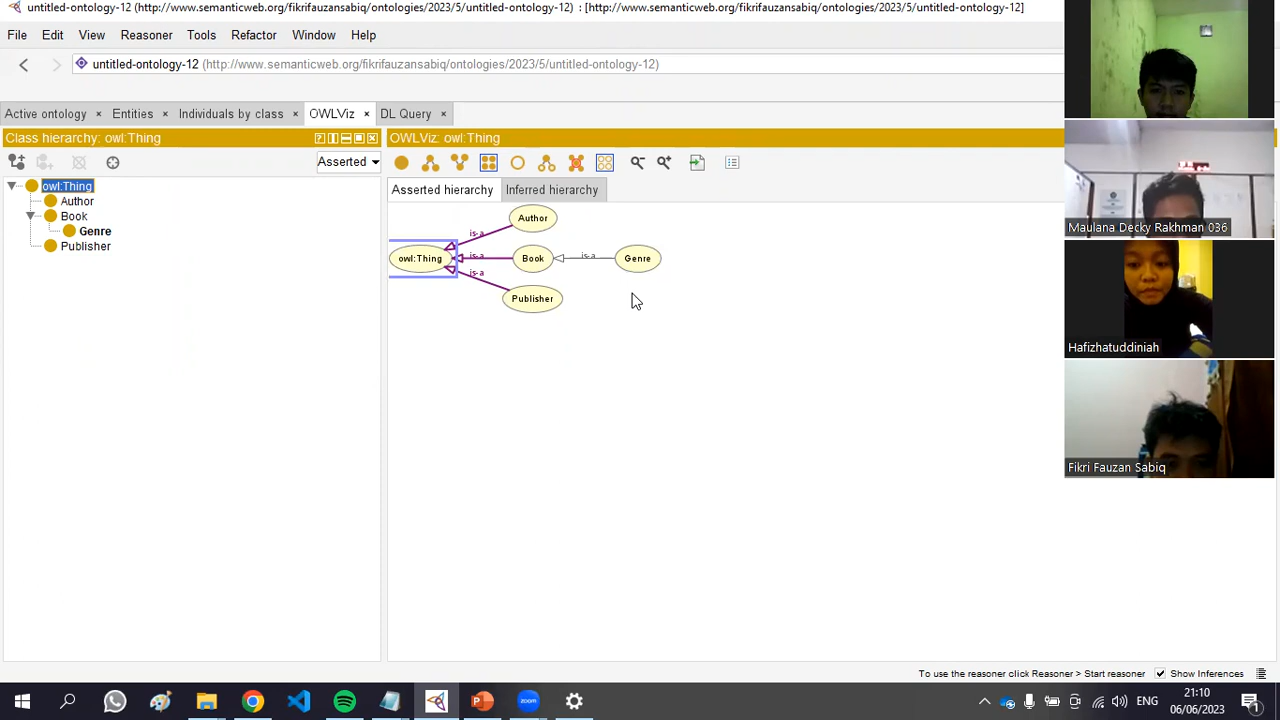 untitled-ontology-12 (http://www.semanticweb.org/fikrifauzansabiq/ontologies/2023/5/untitled-ontology-12) : [http://www.semanticweb.org/fikrifauzansabiq/ontologies/2023/5/untitled-ontology-12]
File Edit View Reasoner Tools Refactor Window Help
untitled-ontology-12 (http://www.semanticweb.org/fikrifauzansabiq/ontologies/2023/5/untitled-ontology-12)
Active ontology × Entities × Individuals by class × OWLViz × DL Query ×
Class hierarchy: owl:Thing
Asserted
owl:Thing
Author
Book
Genre
Publisher
OWLViz: owl:Thing
Asserted hierarchy Inferred hierarchy
Author
is-a
owl:Thing is-a Book is-a Genre
is-a
Publisher
Maulana Decky Rakhman 036
Hafizhatuddiniah
Fikri Fauzan Sabiq
To use the reasoner click Reasoner > Start reasoner Show Inferences
zoom
ENG
21:10
06/06/2023
1